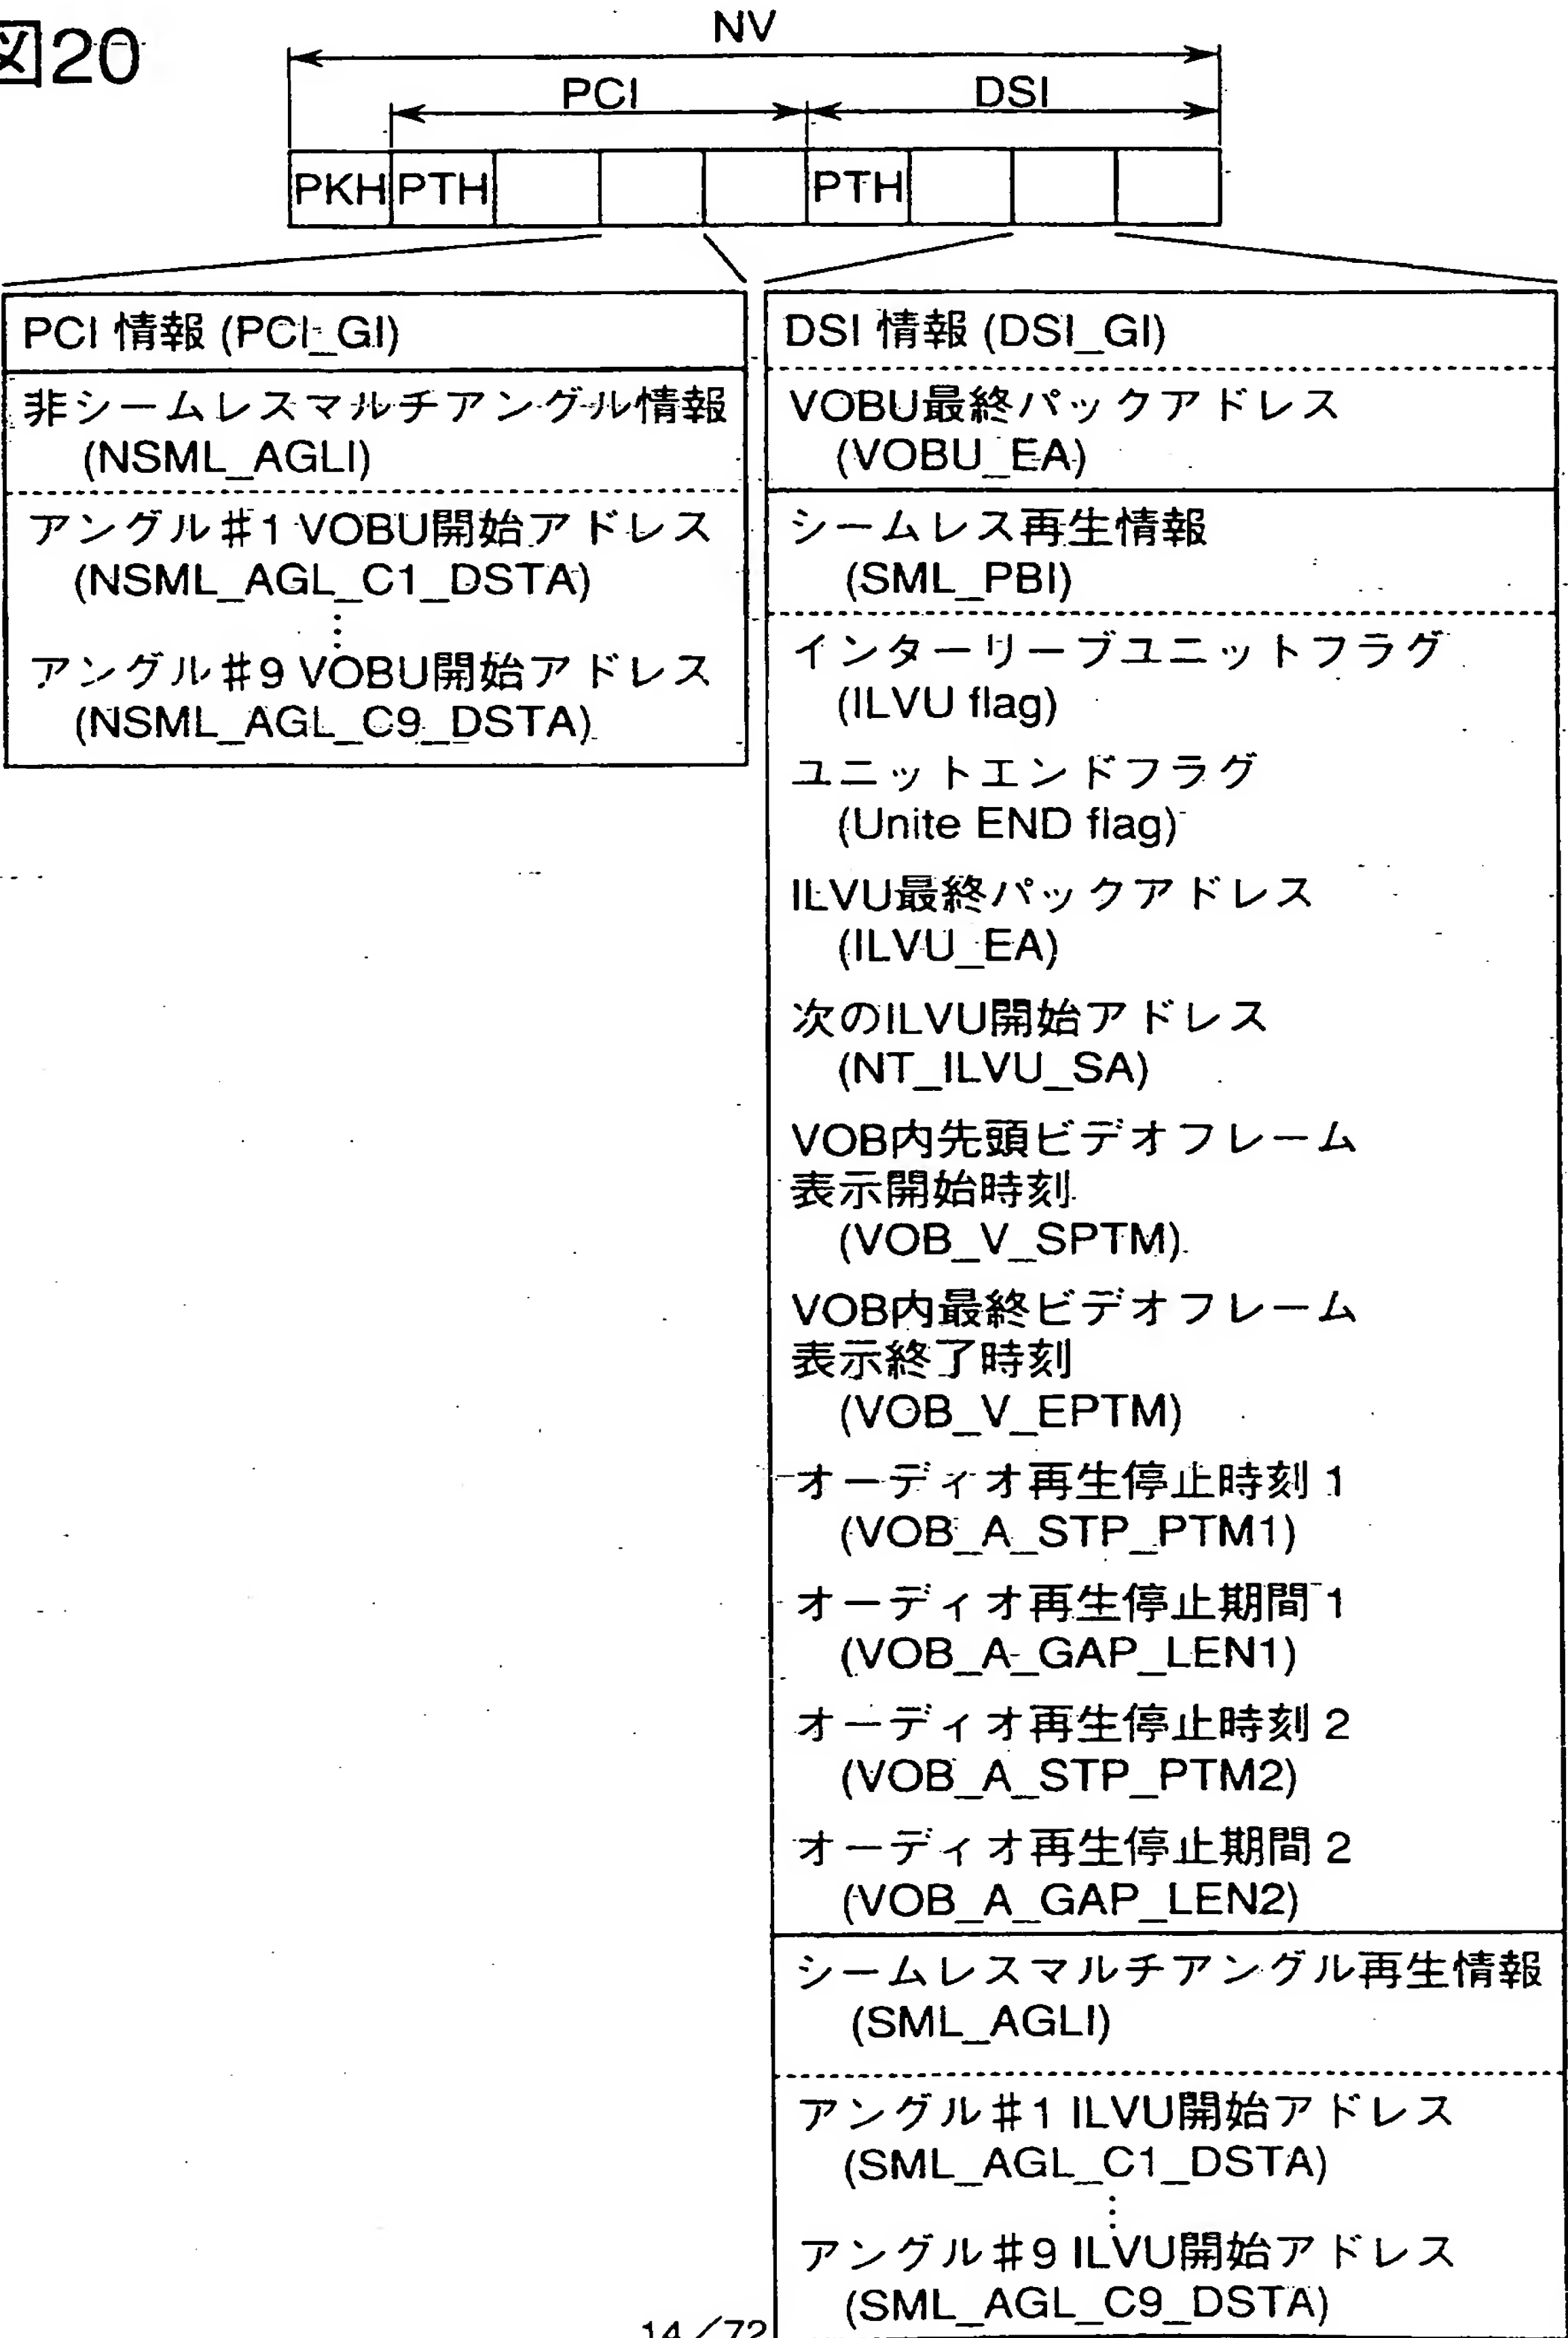 図20
NV
PCI
DSI
PKH PTH PTH
PCI 情報 (PCI_GI)
非シームレスマルチアングル情報
(NSML_AGLI)
アングル#1 VOBU開始アドレス
(NSML_AGL_C1_DSTA)
⋮
アングル#9 VOBU開始アドレス
(NSML_AGL_C9_DSTA)
DSI 情報 (DSI_GI)
VOBU最終パックアドレス
(VOBU_EA)
シームレス再生情報
(SML_PBI)
インターリーブユニットフラグ
(ILVU flag)
ユニットエンドフラグ
(Unite END flag)
ILVU最終パックアドレス
(ILVU_EA)
次のILVU開始アドレス
(NT_ILVU_SA)
VOB内先頭ビデオフレーム
表示開始時刻
(VOB_V_SPTM)
VOB内最終ビデオフレーム
表示終了時刻
(VOB_V_EPTM)
オーディオ再生停止時刻 1
(VOB_A_STP_PTM1)
オーディオ再生停止期間 1
(VOB_A_GAP_LEN1)
オーディオ再生停止時刻 2
(VOB_A_STP_PTM2)
オーディオ再生停止期間 2
(VOB_A_GAP_LEN2)
シームレスマルチアングル再生情報
(SML_AGLI)
アングル#1 ILVU開始アドレス
(SML_AGL_C1_DSTA)
⋮
アングル#9 ILVU開始アドレス
(SML_AGL_C9_DSTA)
14/72